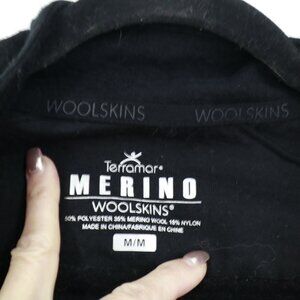 WOOLSKINS WOOLSKINS
Terramar®
MERINO
WOOLSKINS®
50% POLYESTER 35% MERINO WOOL 15% NYLON
MADE IN CHINA/FABRIQUE EN CHINE
M/M